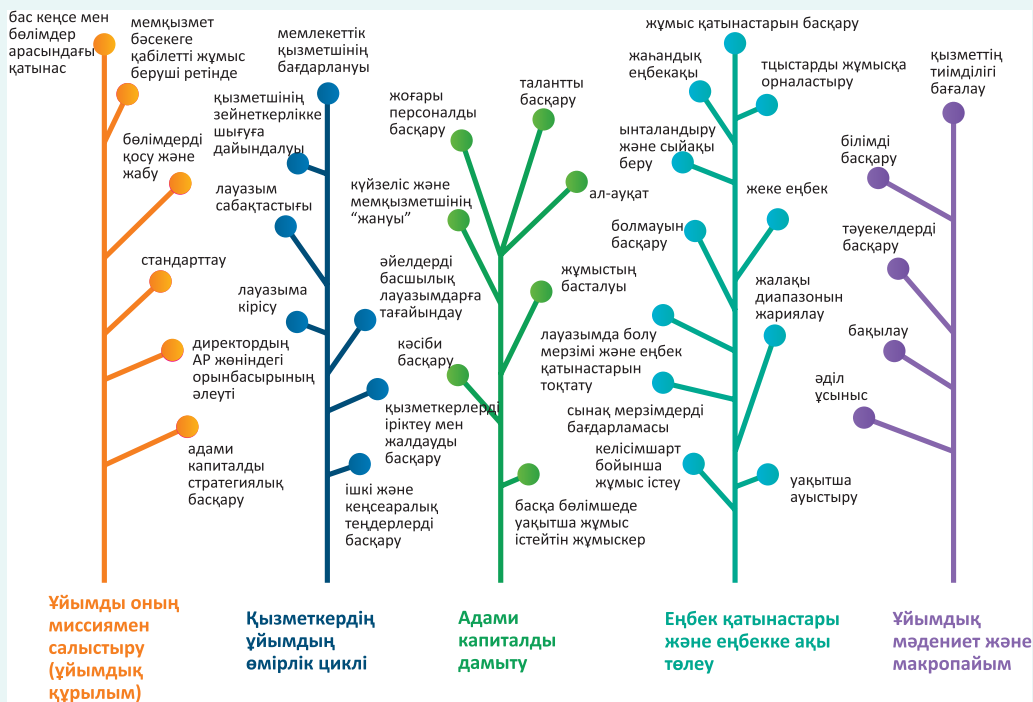 бас кеңсе мен
бөлімдер
арасындағы
қатынас
мемқызмет
бәсекеге
қабілетті жұмыс
беруші ретінде
бөлімдерді
қосу және
жабу
стандарттау
директордың
АР жөніндегі
орынбасырының
әлеуті
адами
капиталды
стратегиялық
басқару
мемлекеттік
қызметшінің
бағдарлануы
қызметшінің
зейнеткерлікке
шығуға
дайындалуы
лауазым
сабақтастығы
лауазыма
кірісу
әйелдерді
басшылық
лауазымдарға
тағайындау
қызметкерлерді
іріктеу мен
жалдауды
басқару
ішкі және
кеңсеаралық
теңдерлерді
басқару
жоғары
персоналды
басқару
талантты
басқару
күйзеліс және
мемқызметшінің
“жануы”
ал-ауқат
жұмыстың
басталуы
кәсіби
басқару
басқа бөлімшеде
уақытша жұмыс
істейтін жұмыскер
жұмыс қатынастарын басқару
жаһандық
еңбекақы
тцыстарды жұмысқа
орналастыру
ынталандыру
және сыйақы
беру
жеке еңбек
болмауын
басқару
жалақы
диапазонын
жариялау
лауазымда болу
мерзімі және еңбек
қатынастарын
тоқтату
сынақ мерзімдерді
бағдарламасы
келісімшарт
бойынша
жұмыс істеу
уақытша
ауыстыру
қызметтің
тиімділігі
бағалау
білімді
басқару
тәуекелдерді
басқару
бақылау
әділ
ұсыныс
Ұйымды оның
миссиямен
салыстыру
(ұйымдық
құрылым)
Қызметкердің
ұйымдың
өмірлік циклі
Адами
капиталды
дамыту
Еңбек қатынастары
және еңбекке ақы
төлеу
Ұйымдық
мәдениет және
макропайым